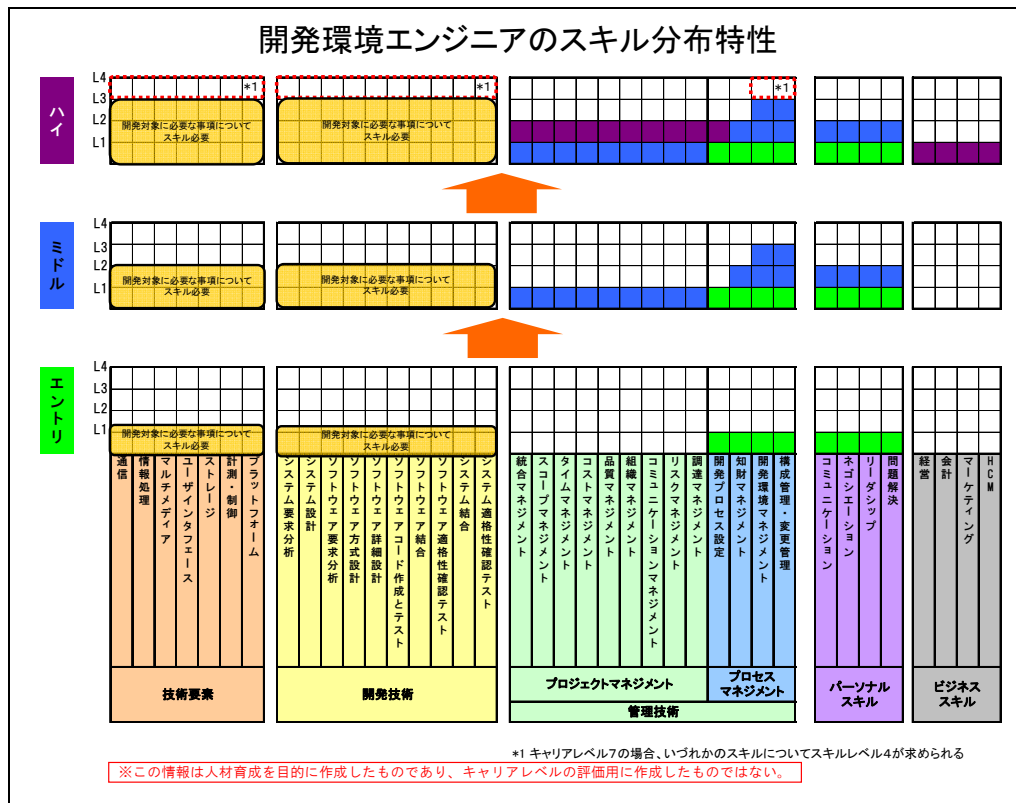 開発環境エンジニアのスキル分布特性
ハイ
L4
L3
L2
L1
*1
*1
*1
開発対象に必要な事項について
スキル必要
開発対象に必要な事項について
スキル必要
ミドル
L4
L3
L2
L1
開発対象に必要な事項について
スキル必要
開発対象に必要な事項について
スキル必要
エントリ
L4
L3
L2
L1
開発対象に必要な事項について
スキル必要
開発対象に必要な事項について
スキル必要
通信
情報処理
マルチメディア
ユーザインタフェース
ストレージ
計測・制御
プラットフォーム
システム要求分析
システム設計
ソフトウェア要求分析
ソフトウェア方式設計
ソフトウェア詳細設計
ソフトウェアコード作成とテスト
ソフトウェア結合
ソフトウェア適格性確認テスト
システム結合
システム適格性確認テスト
統合マネジメント
スコープマネジメント
タイムマネジメント
コストマネジメント
品質マネジメント
組織マネジメント
コミュニケーションマネジメント
リスクマネジメント
調達マネジメント
開発プロセス設定
知財マネジメント
開発環境マネジメント
構成管理・変更管理
コミュニケーション
ネゴシエーション
リーダシップ
問題解決
経営
会計
マーケティング
HCM
技術要素
開発技術
プロジェクトマネジメント
プロセス
マネジメント
管理技術
パーソナル
スキル
ビジネス
スキル
*1 キャリアレベル7の場合、いづれかのスキルについてスキルレベル4が求められる
※この情報は人材育成を目的に作成したものであり、キャリアレベルの評価用に作成したものではない。